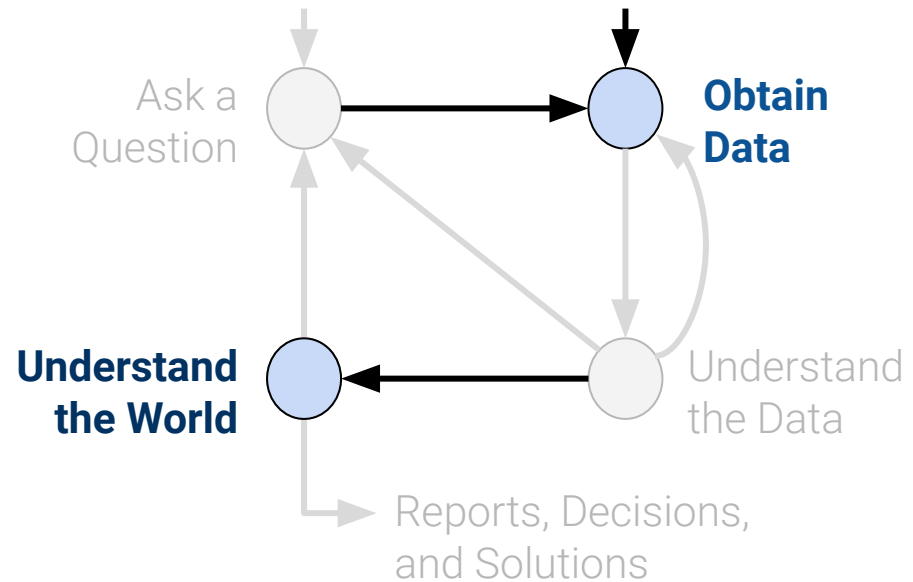 Ask a
Question
Obtain
Data
Understand
the World
Understand
the Data
Reports, Decisions,
and Solutions